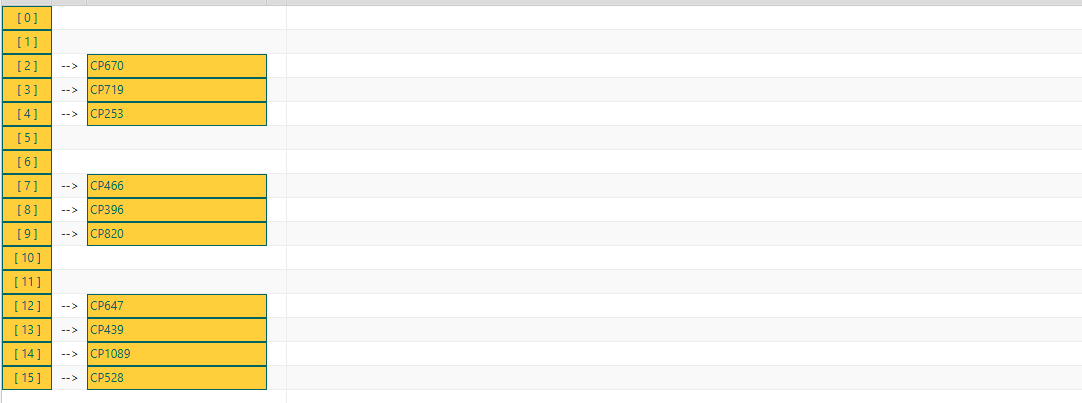 [ 0 ]
[ 1 ]
[ 2 ] --> CP670
[ 3 ] --> CP719
[ 4 ] --> CP253
[ 5 ]
[ 6 ]
[ 7 ] --> CP466
[ 8 ] --> CP396
[ 9 ] --> CP820
[ 10 ]
[ 11 ]
[ 12 ] --> CP647
[ 13 ] --> CP439
[ 14 ] --> CP1089
[ 15 ] --> CP528